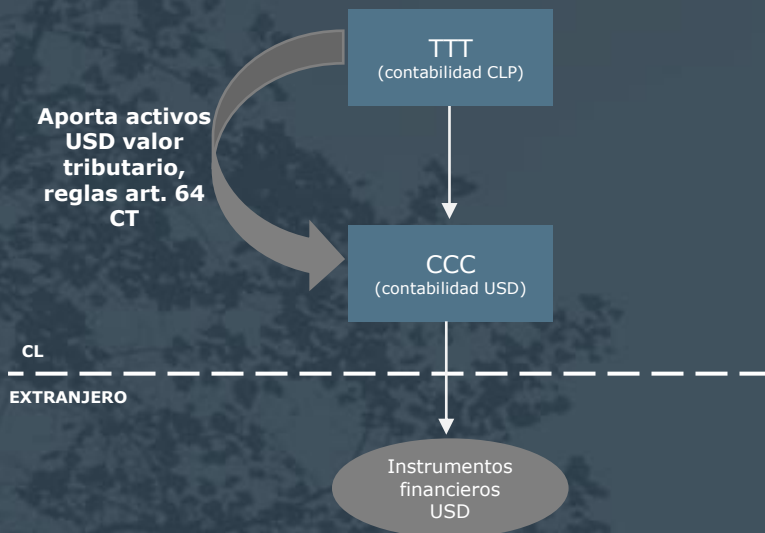 TTT
(contabilidad CLP)
Aporta activos
USD valor
tributario,
reglas art. 64
CT
CCC
(contabilidad USD)
CL
EXTRANJERO
Instrumentos
financieros
USD